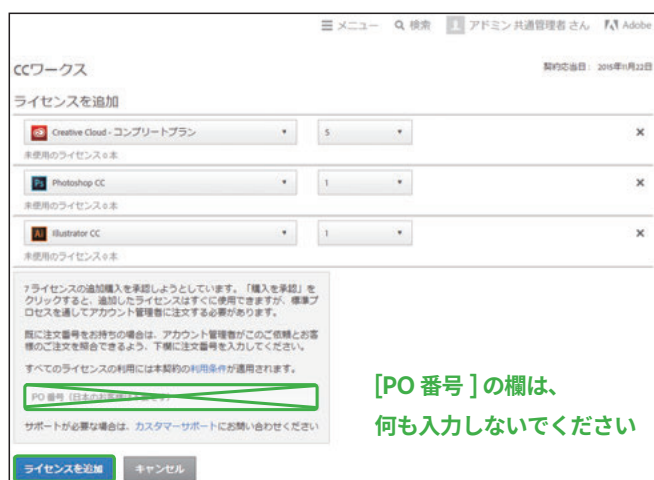 メニュー 検索 アドミン 共通管理者 さん Adobe
CCワークス 契約応当日： 2015年11月22日
ライセンスを追加
Creative Cloud - コンプリートプラン 5
未使用のライセンス 0 本
Photoshop CC 1
未使用のライセンス 0 本
Illustrator CC 1
未使用のライセンス 0 本
7 ライセンスの追加購入を承認しようとしています。「購入を承認」を
クリックすると、追加したライセンスはすぐに使用できますが、標準プ
ロセスを通してアカウント管理者に注文する必要があります。
既に注文番号をお持ちの場合は、アカウント管理者がこのご依頼とお客
様のご注文を照合できるよう、下欄に注文番号を入力してください。
すべてのライセンスの利用には本契約の利用条件が適用されます。
PO 番号（日本のお客様は
サポートが必要な場合は、カスタマーサポートにお問い合わせください
[PO 番号 ] の欄は、
何も入力しないでください
ライセンスを追加 キャンセル